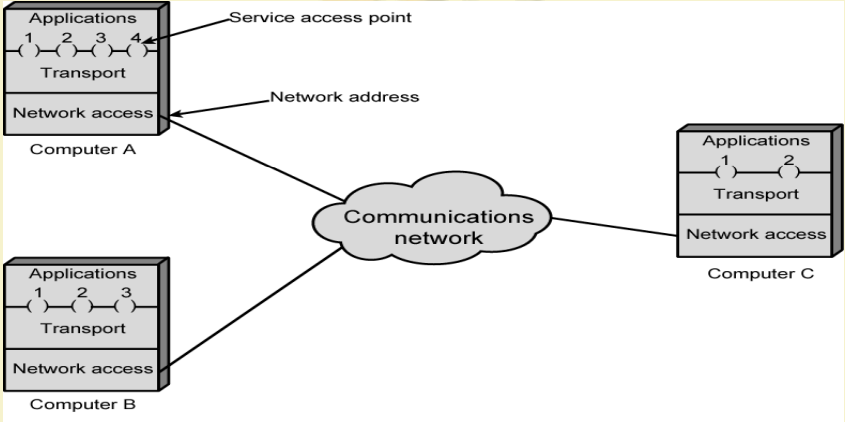 Applications
1 2 3 4
Transport
Network access
Computer A
Service access point
Network address
Communications
network
Applications
1 2
Transport
Network access
Computer C
Applications
1 2 3
Transport
Network access
Computer B